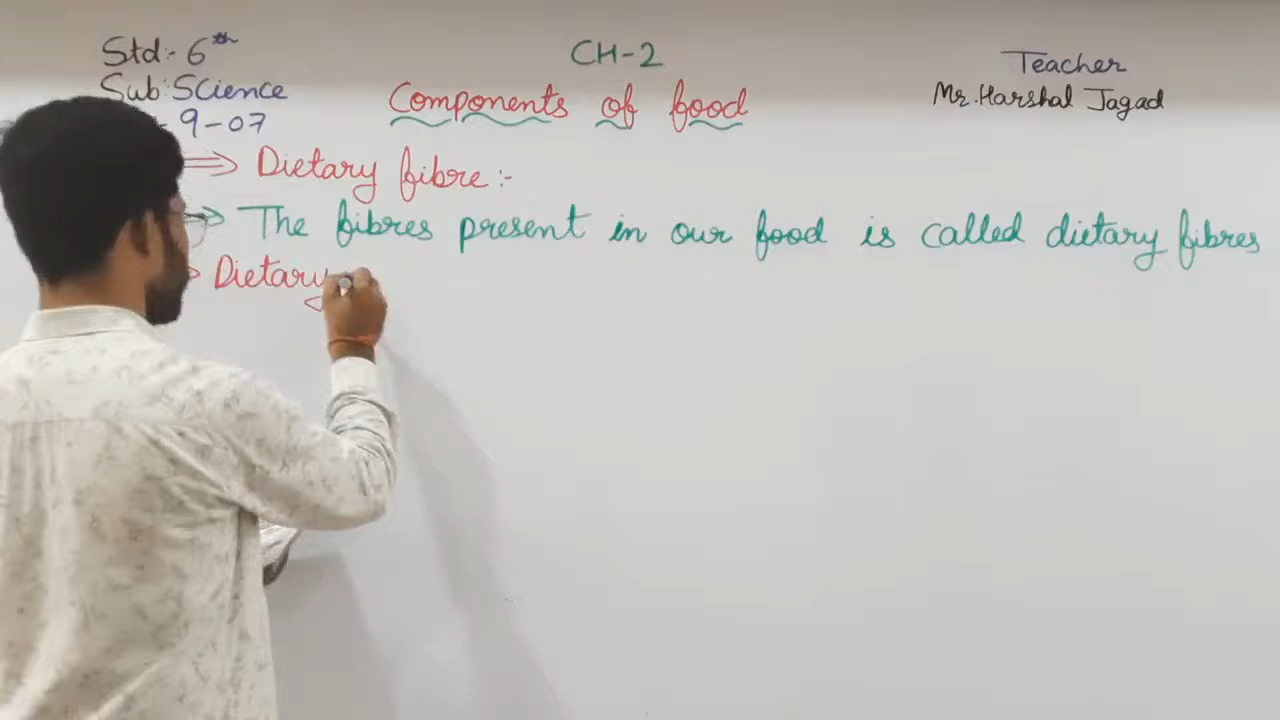 Std:- 6th
CH-2
Teacher
Sub: Science
Components of food
Mr. Harshal Jagad
- 9-07
⇒ Dietary fibre :-
→ The fibres present in our food is called dietary fibres
Dietary